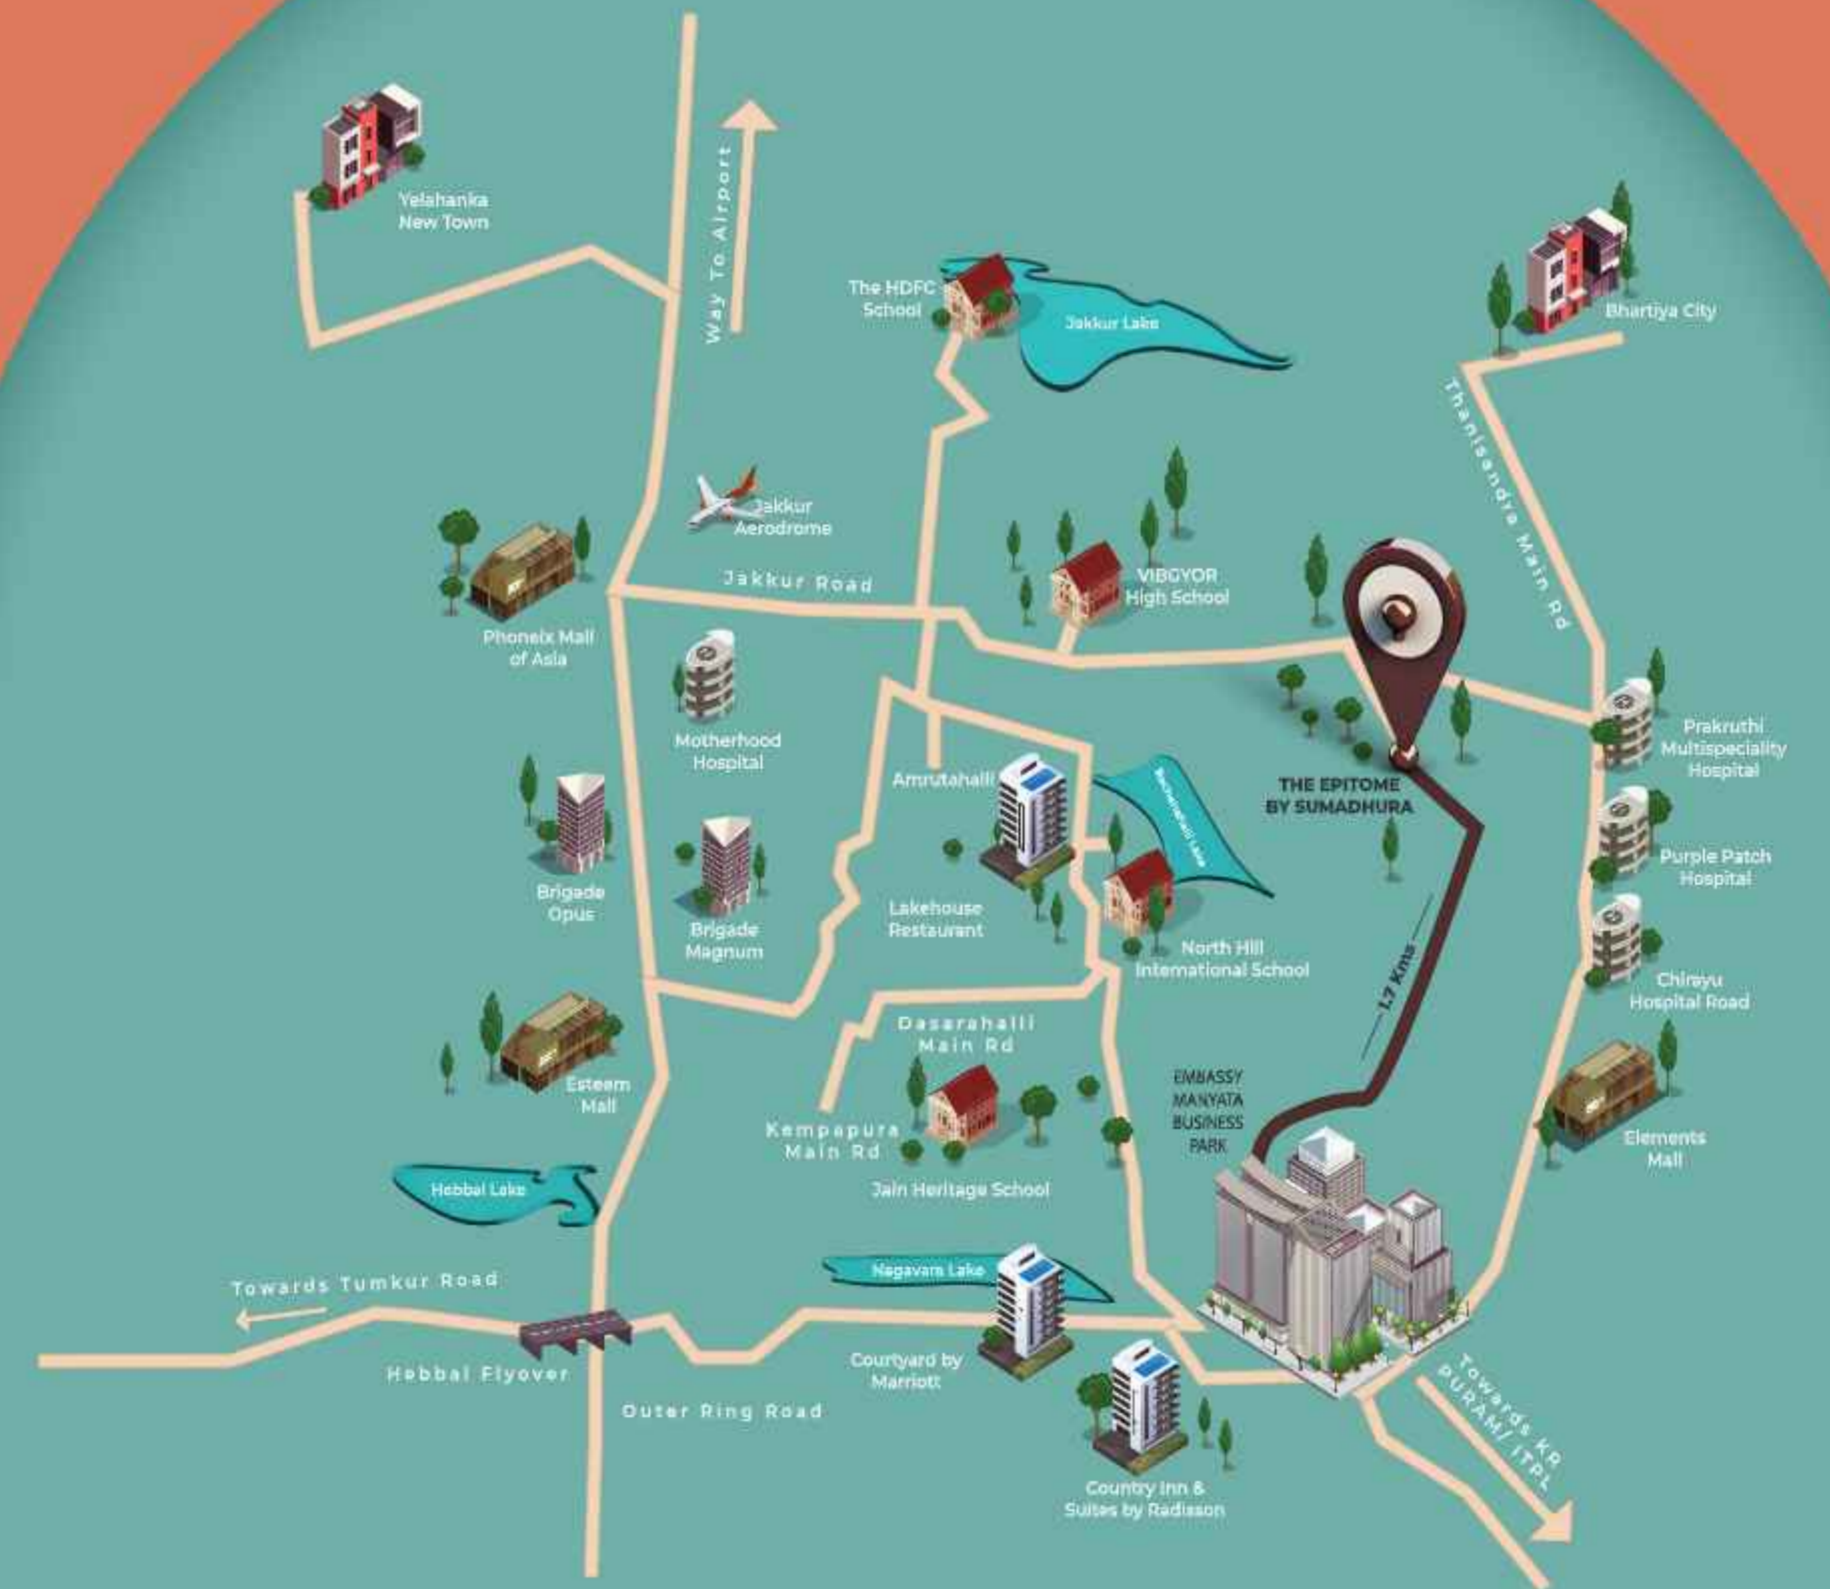 Yelahanka
New Town
Way To Airport
The HDFC
School
Jakkur Lake
Bhartiya City
Thanisandra Main Rd
Jakkur
Aerodrome
Jakkur Road
VIBGYOR
High School
Phoneix Mall
of Asia
Motherhood
Hospital
Prakruthi
Multispeciality
Hospital
Amrutahalli
Rachenahalli Lake
THE EPITOME
BY SUMADHURA
Purple Patch
Hospital
Brigade
Opus
Brigade
Magnum
Lakehouse
Restaurant
North Hill
International School
1.7 Kms
Chirayu
Hospital Road
Dasarahalli
Main Rd
Esteem
Mall
EMBASSY
MANYATA
BUSINESS
PARK
Kempapura
Main Rd
Elements
Mall
Jain Heritage School
Hebbal Lake
Nagavara Lake
Towards Tumkur Road
Hebbal Flyover
Courtyard by
Marriott
Outer Ring Road
Towards KR
PURAM/ ITPL
Country Inn &
Suites by Radisson